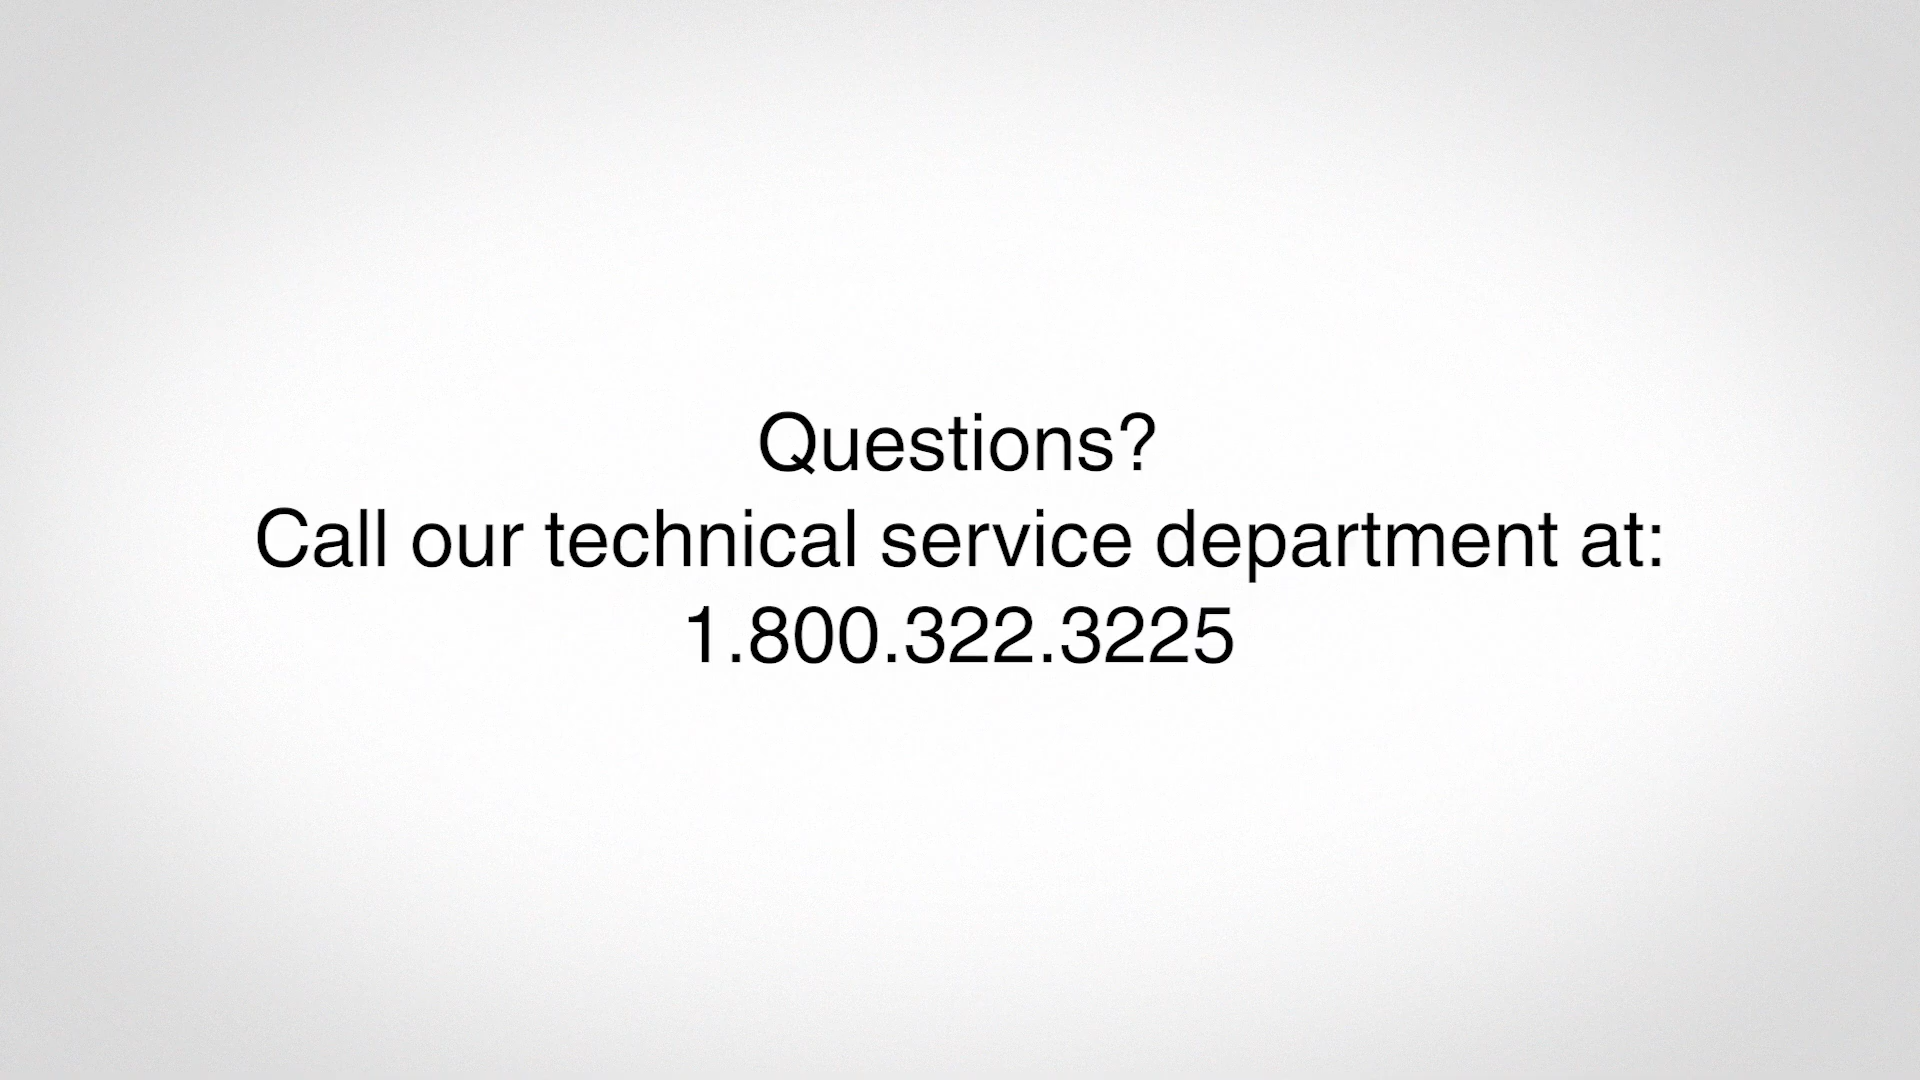 Questions?
Call our technical service department at:
1.800.322.3225